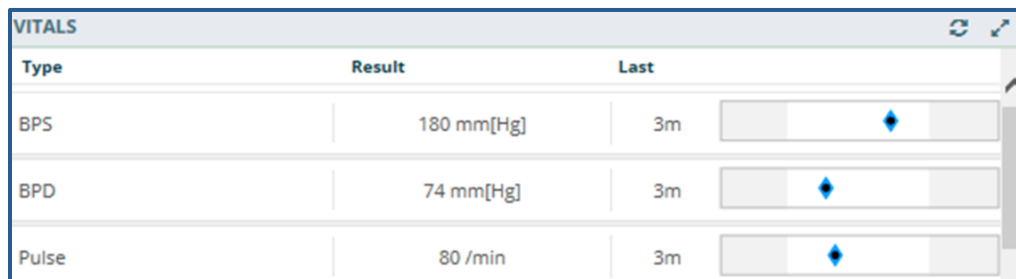 VITALS
Type Result Last
BPS 180 mm[Hg] 3m
BPD 74 mm[Hg] 3m
Pulse 80 /min 3m